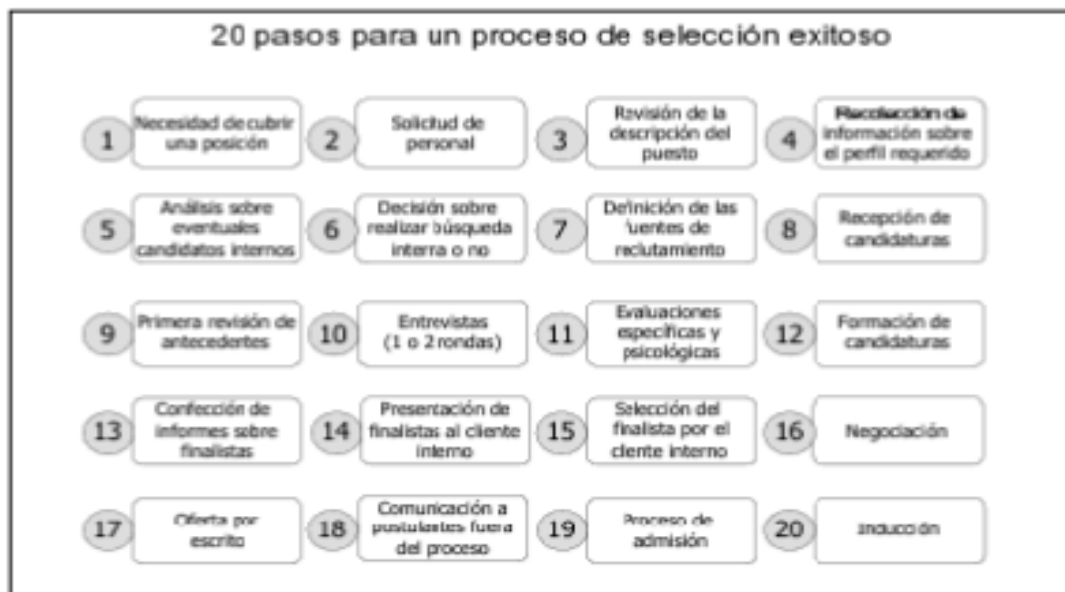 20 pasos para un proceso de selección exitoso
1
Necesidad de cubrir
una posición
2
Solicitud de
personal
3
Revisión de la
descripción del
puesto
4
Recolección de
información sobre
el perfil requerido
5
Análisis sobre
eventuales
candidatos internos
6
Decisión sobre
realizar búsqueda
interna o no
7
Definición de las
fuentes de
reclutamiento
8
Recepción de
candidaturas
9
Primera revisión de
antecedentes
10
Entrevistas
(1 o 2 rondas)
11
Evaluaciones
específicas y
psicológicas
12
Formación de
candidaturas
13
Confección de
informes sobre
finalistas
14
Presentación de
finalistas al cliente
interno
15
Selección del
finalista por el
cliente interno
16
Negociación
17
Oferta por
escrito
18
Comunicación a
postulantes fuera
del proceso
19
Proceso de
admisión
20
Inducción